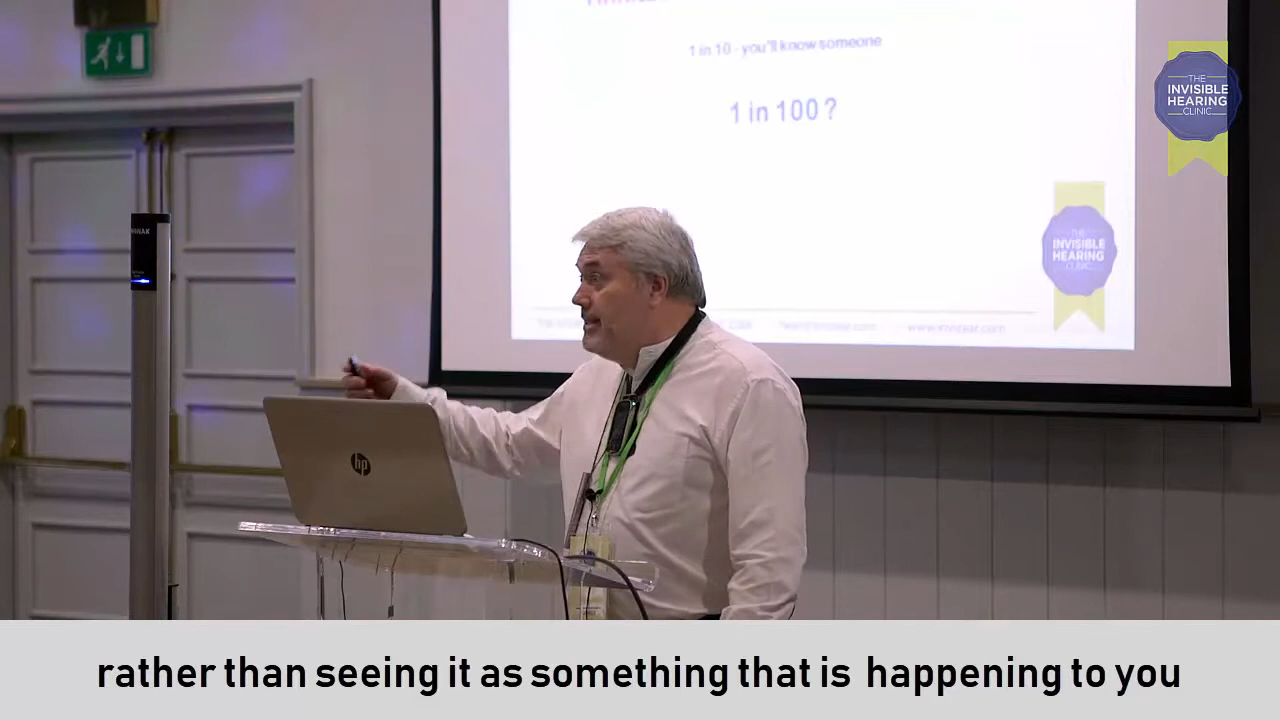 1 in 10 - you'll know someone
1 in 100 ?
THE
INVISIBLE
HEARING
CLINIC
THE
INVISIBLE
HEARING
CLINIC
hp
rather than seeing it as something that is happening to you